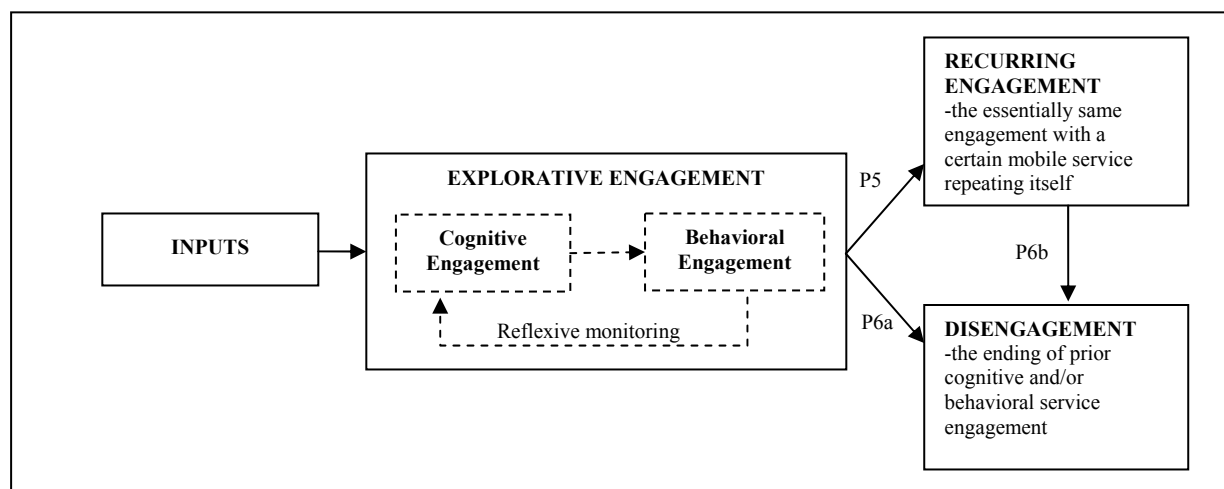 INPUTS
EXPLORATIVE ENGAGEMENT
Cognitive
Engagement
Behavioral
Engagement
Reflexive monitoring
P5
P6a
RECURRING
ENGAGEMENT
-the essentially same
engagement with a
certain mobile service
repeating itself
P6b
DISENGAGEMENT
-the ending of prior
cognitive and/or
behavioral service
engagement